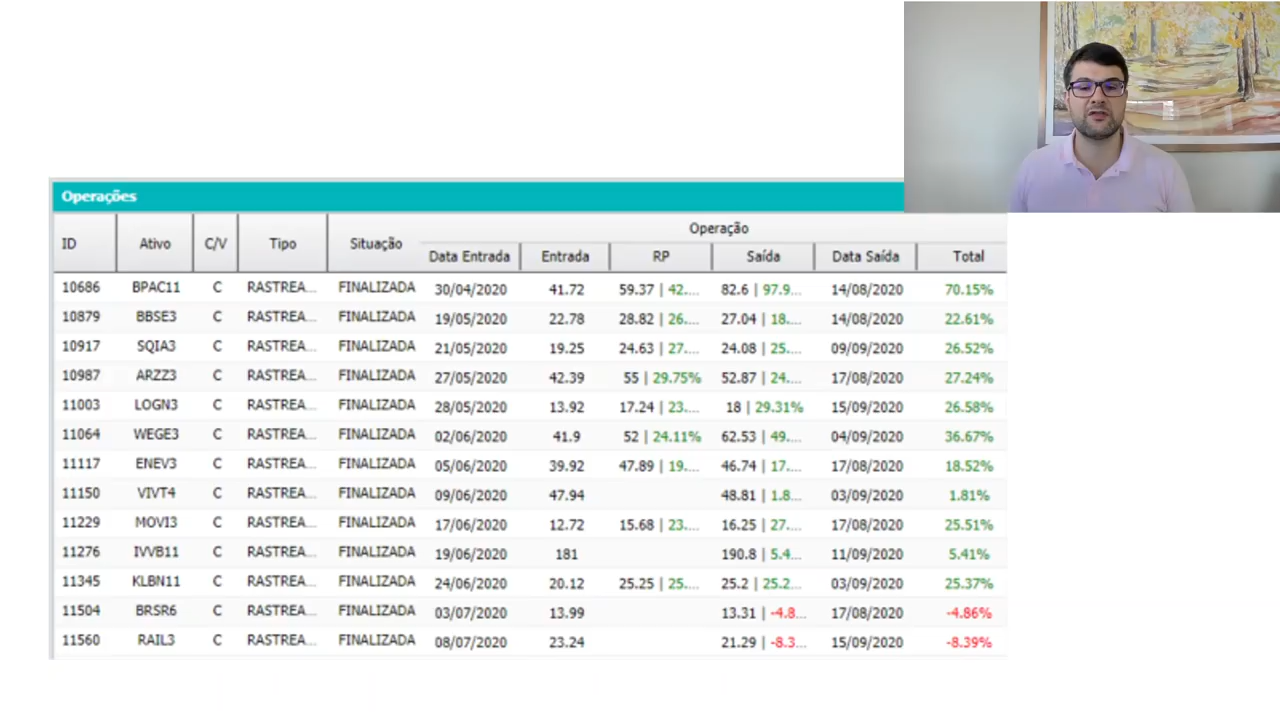 Operações
ID Ativo C/V Tipo Situação Operação
Data Entrada Entrada RP Saída Data Saída Total
10686 BPAC11 C RASTREA... FINALIZADA 30/04/2020 41.72 59.37 | 42.... 82.6 | 97.9... 14/08/2020 70.15%
10879 BBSE3 C RASTREA... FINALIZADA 19/05/2020 22.78 28.82 | 26.... 27.04 | 18.... 14/08/2020 22.61%
10917 SQIA3 C RASTREA... FINALIZADA 21/05/2020 19.25 24.63 | 27.... 24.08 | 25.... 09/09/2020 26.52%
10987 ARZZ3 C RASTREA... FINALIZADA 27/05/2020 42.39 55 | 29.75% 52.87 | 24.... 17/08/2020 27.24%
11003 LOGN3 C RASTREA... FINALIZADA 28/05/2020 13.92 17.24 | 23.... 18 | 29.31% 15/09/2020 26.58%
11064 WEGE3 C RASTREA... FINALIZADA 02/06/2020 41.9 52 | 24.11% 62.53 | 49.... 04/09/2020 36.67%
11117 ENEV3 C RASTREA... FINALIZADA 05/06/2020 39.92 47.89 | 19.... 46.74 | 17.... 17/08/2020 18.52%
11150 VIVT4 C RASTREA... FINALIZADA 09/06/2020 47.94 48.81 | 1.8... 03/09/2020 1.81%
11229 MOVI3 C RASTREA... FINALIZADA 17/06/2020 12.72 15.68 | 23.... 16.25 | 27.... 17/08/2020 25.51%
11276 IVVB11 C RASTREA... FINALIZADA 19/06/2020 181 190.8 | 5.4... 11/09/2020 5.41%
11345 KLBN11 C RASTREA... FINALIZADA 24/06/2020 20.12 25.25 | 25.... 25.2 | 25.2... 03/09/2020 25.37%
11504 BRSR6 C RASTREA... FINALIZADA 03/07/2020 13.99 13.31 | -4.8... 17/08/2020 -4.86%
11560 RAIL3 C RASTREA... FINALIZADA 08/07/2020 23.24 21.29 | -8.3... 15/09/2020 -8.39%